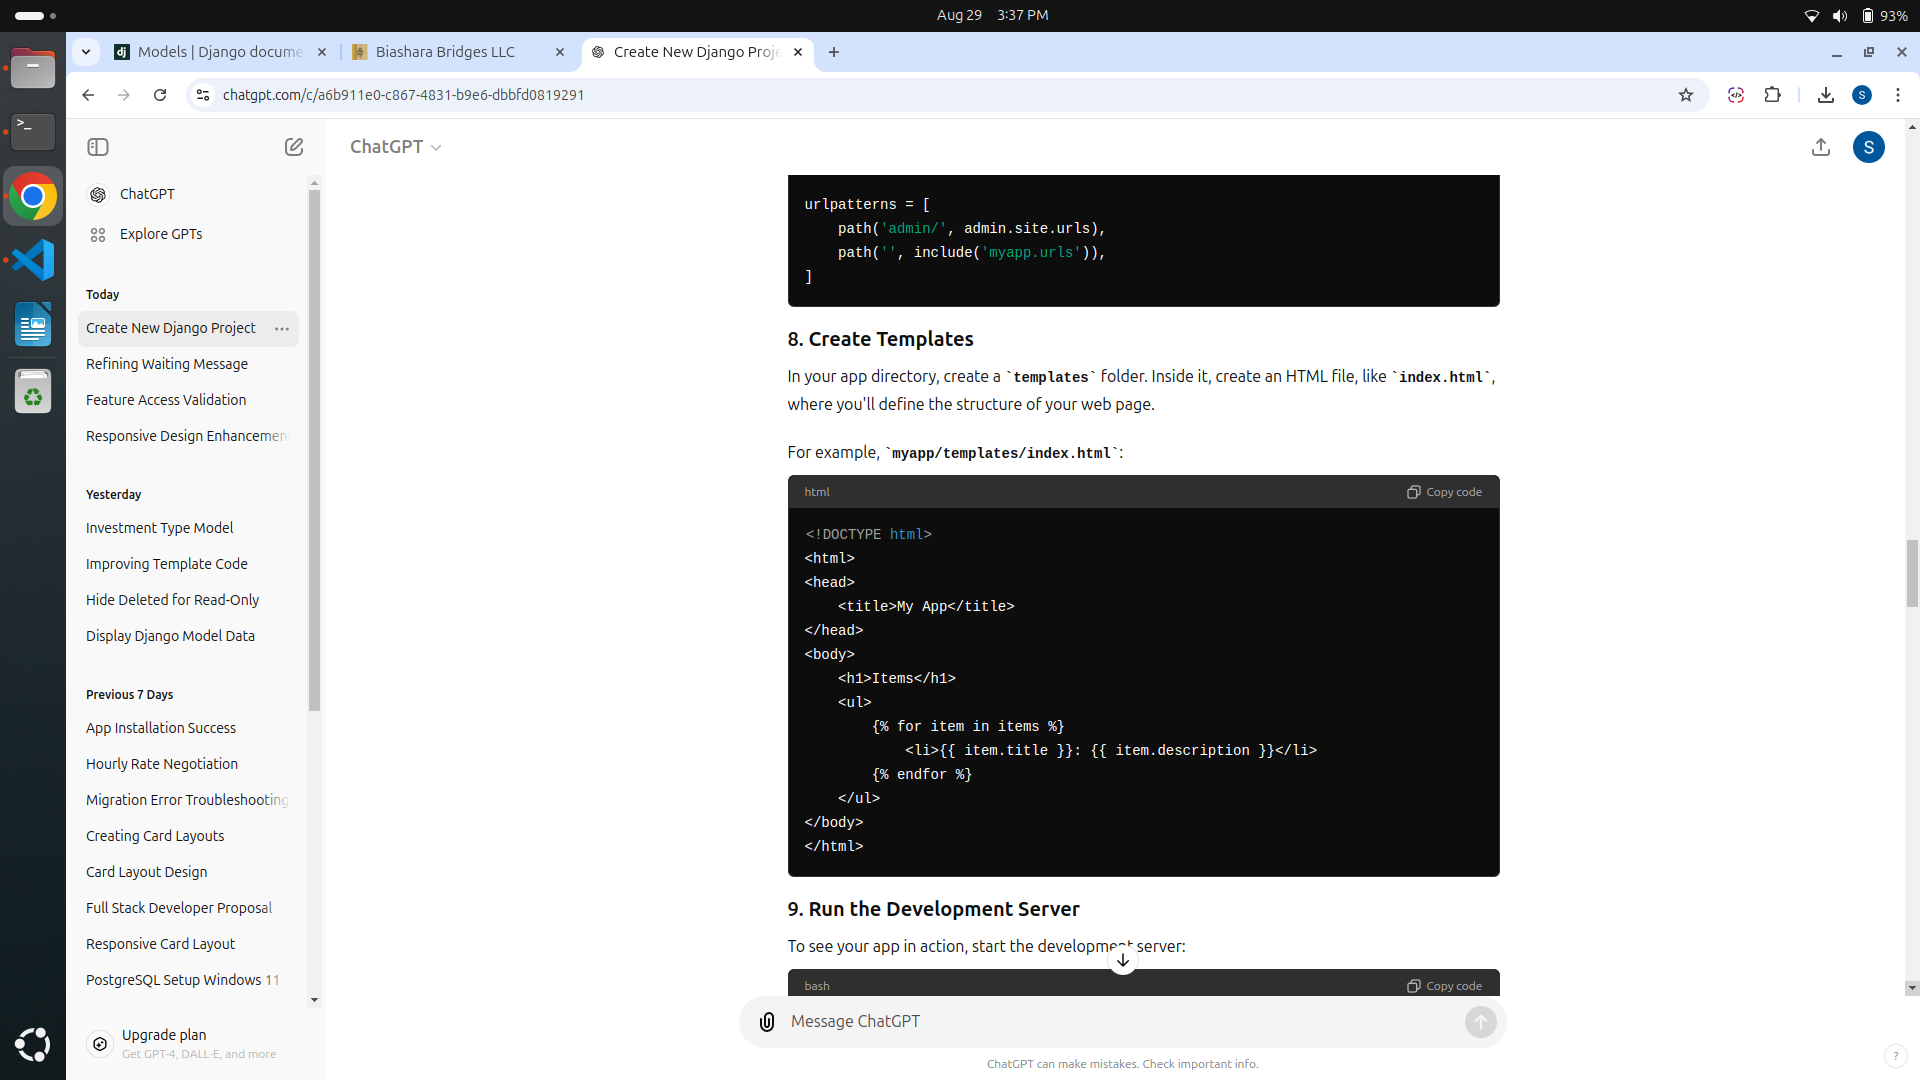 Aug 29 3:37 PM
93%
Models | Django docume
Biashara Bridges LLC
Create New Django Proje
chatgpt.com/c/a6b911e0-c867-4831-b9e6-dbbfd0819291
S
ChatGPT
S
ChatGPT
Explore GPTs
Today
Create New Django Project
Refining Waiting Message
Feature Access Validation
Responsive Design Enhancemen
Yesterday
Investment Type Model
Improving Template Code
Hide Deleted for Read-Only
Display Django Model Data
Previous 7 Days
App Installation Success
Hourly Rate Negotiation
Migration Error Troubleshooting
Creating Card Layouts
Card Layout Design
Full Stack Developer Proposal
Responsive Card Layout
PostgreSQL Setup Windows 11
Upgrade plan
Get GPT-4, DALL·E, and more
urlpatterns = [
    path('admin/', admin.site.urls),
    path('', include('myapp.urls')),
]
8. Create Templates
In your app directory, create a `templates` folder. Inside it, create an HTML file, like `index.html`,
where you'll define the structure of your web page.
For example, `myapp/templates/index.html`:
html Copy code
<!DOCTYPE html>
<html>
<head>
    <title>My App</title>
</head>
<body>
    <h1>Items</h1>
    <ul>
        {% for item in items %}
            <li>{{ item.title }}: {{ item.description }}</li>
        {% endfor %}
    </ul>
</body>
</html>
9. Run the Development Server
To see your app in action, start the development server:
bash Copy code
Message ChatGPT
ChatGPT can make mistakes. Check important info.
?